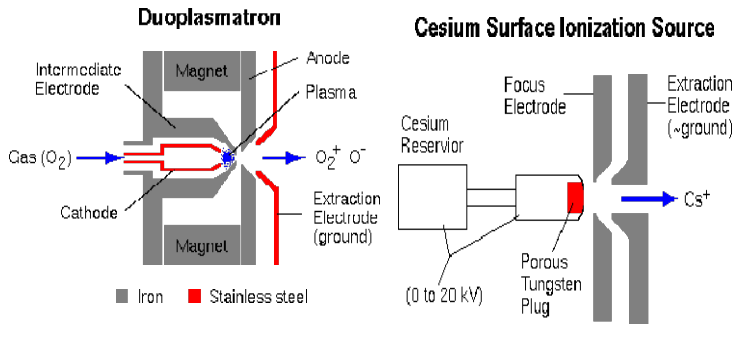 Duoplasmatron
Intermediate
Electrode
Magnet
Anode
Plasma
Gas (O2)
O2+ O-
Cathode
Extraction
Electrode
(ground)
Magnet
Iron
Stainless steel
Cesium Surface Ionization Source
Focus
Electrode
Extraction
Electrode
(~ground)
Cesium
Reservior
Cs+
(0 to 20 kV)
Porous
Tungsten
Plug